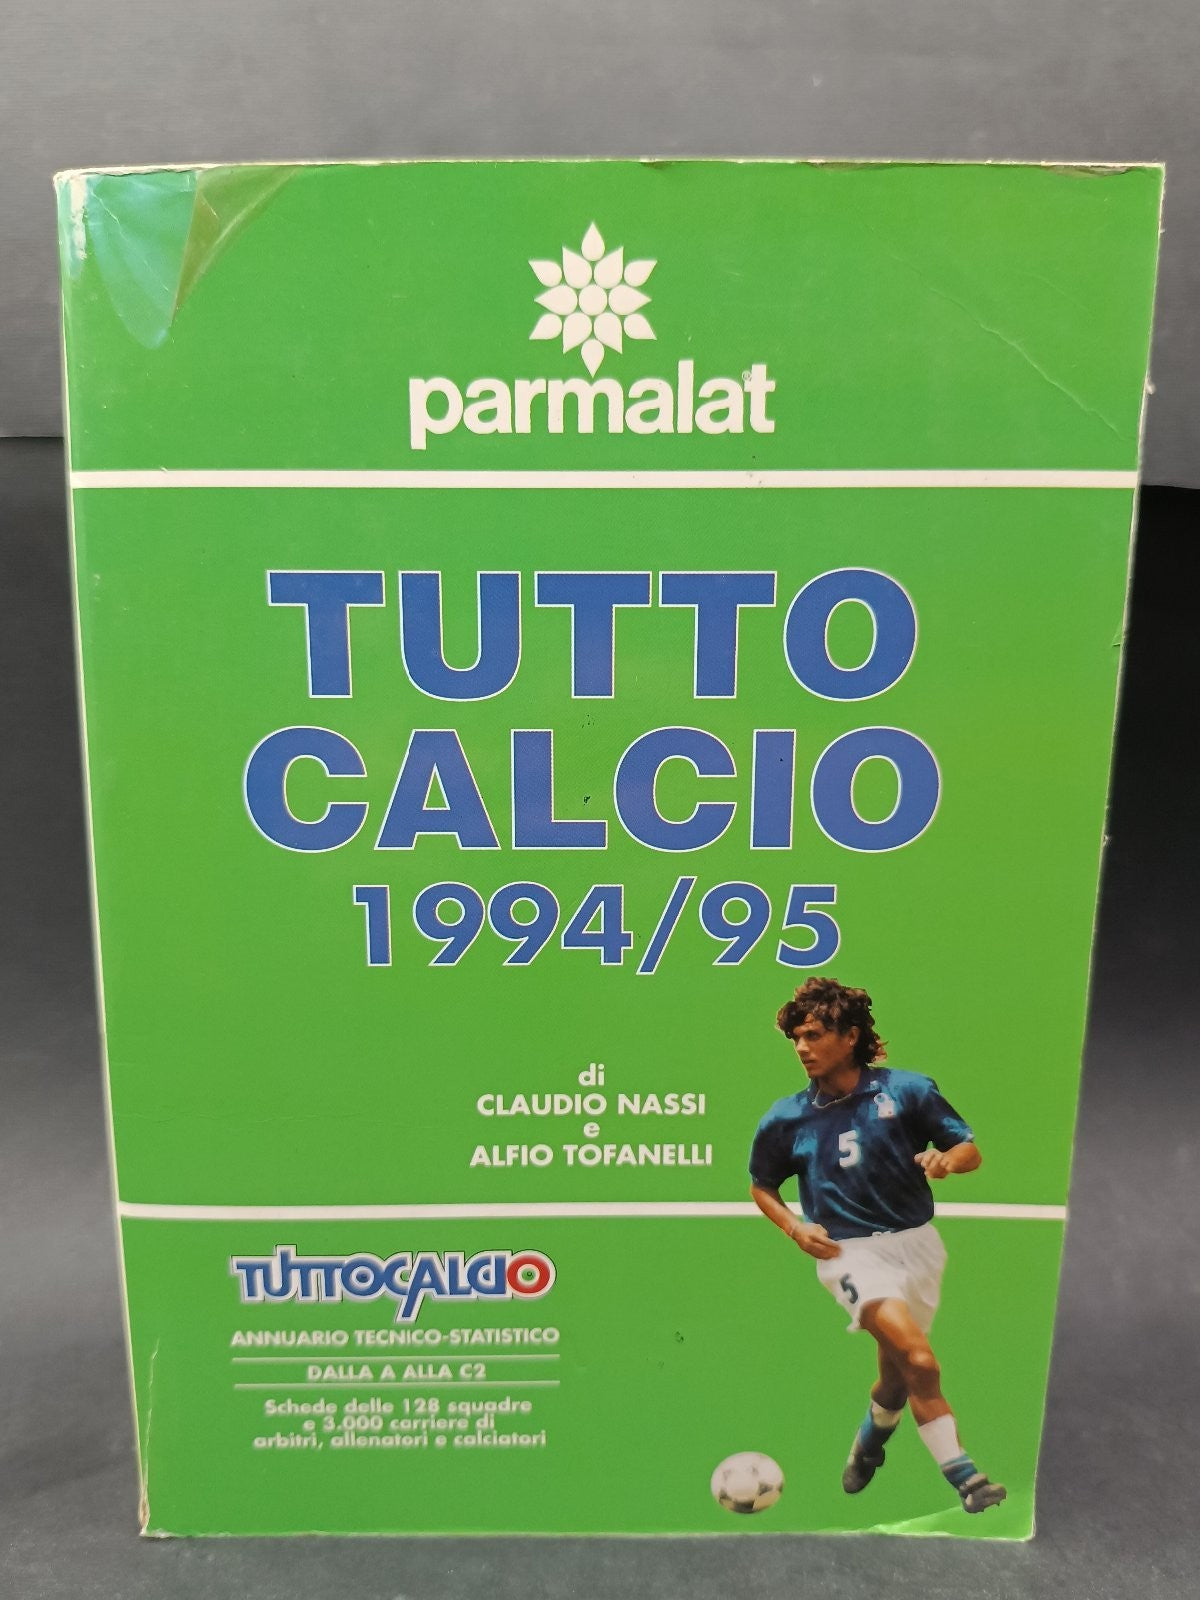 parmalat®
TUTTO
CALCIO
1994/95
di
CLAUDIO NASSI
e
ALFIO TOFANELLI
5
5
TUTTOCALCIO
ANNUARIO TECNICO-STATISTICO
DALLA A ALLA C2
Schede delle 128 squadre
e 3.000 carriere di
arbitri, allenatori e calciatori